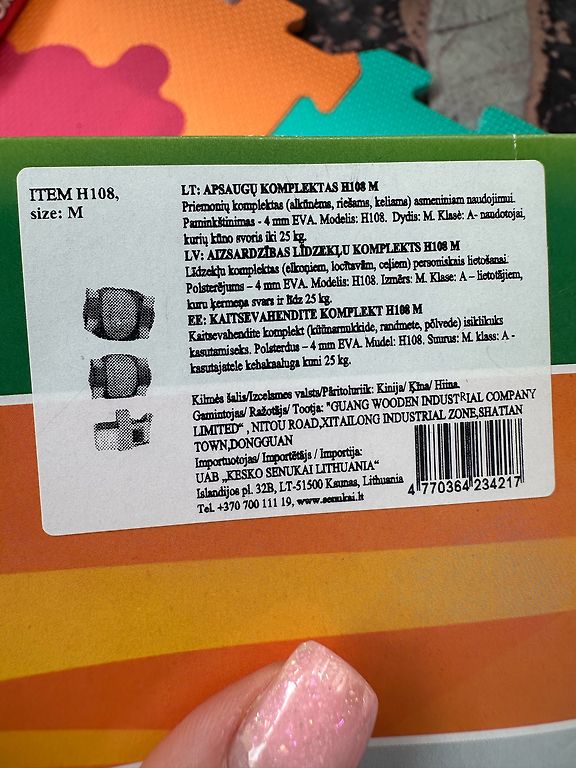 ITEM H108,
size: M
LT: APSAUGŲ KOMPLEKTAS H108 M
Priemonių komplektas (alkūnėms, riešams, keliams) asmeniniam naudojimui.
Paminkštinimas - 4 mm EVA. Modelis: H108. Dydis: M. Klasė: A- naudotojai,
kurių kūno svoris iki 25 kg.
LV: AIZSARDZĪBAS LĪDZEKĻU KOMPLEKTS H108 M
Līdzekļu komplektas (elkoņiem, locītavām, ceļiem) personiskais lietošanai.
Polsterējums – 4 mm EVA. Modelis: H108. Izmērs: M. Klase: A – lietotājiem,
kuru ķermeņa svars ir līdz 25 kg.
EE: KAITSEVAHENDITE KOMPLEKT H108 M
Kaitsevahendite komplekt (küünarnukkide, randmete, põlvede) isiklikuks
kasutamiseks. Polsterdus – 4 mm EVA. Mudel: H108. Suurus: M. klass: A -
kasutajatele kehakaaluga kuni 25 kg.
Kilmės šalis/Izcelsmes valsts/Päritoluriik: Kinija/ Ķīna/ Hiina.
Gamintojas/ Ražotājs/ Tootja: "GUANG WOODEN INDUSTRIAL COMPANY
LIMITED“ , NITOU ROAD,XITAILONG INDUSTRIAL ZONE,SHATIAN
TOWN,DONGGUAN
Importuotojas/ Importētājs / Importija:
UAB „KESKO SENUKAI LITHUANIA“
Islandijos pl. 32B, LT-51500 Kaunas, Lithuania
Tel. +370 700 111 19, www.senukai.lt
4 770364 234217